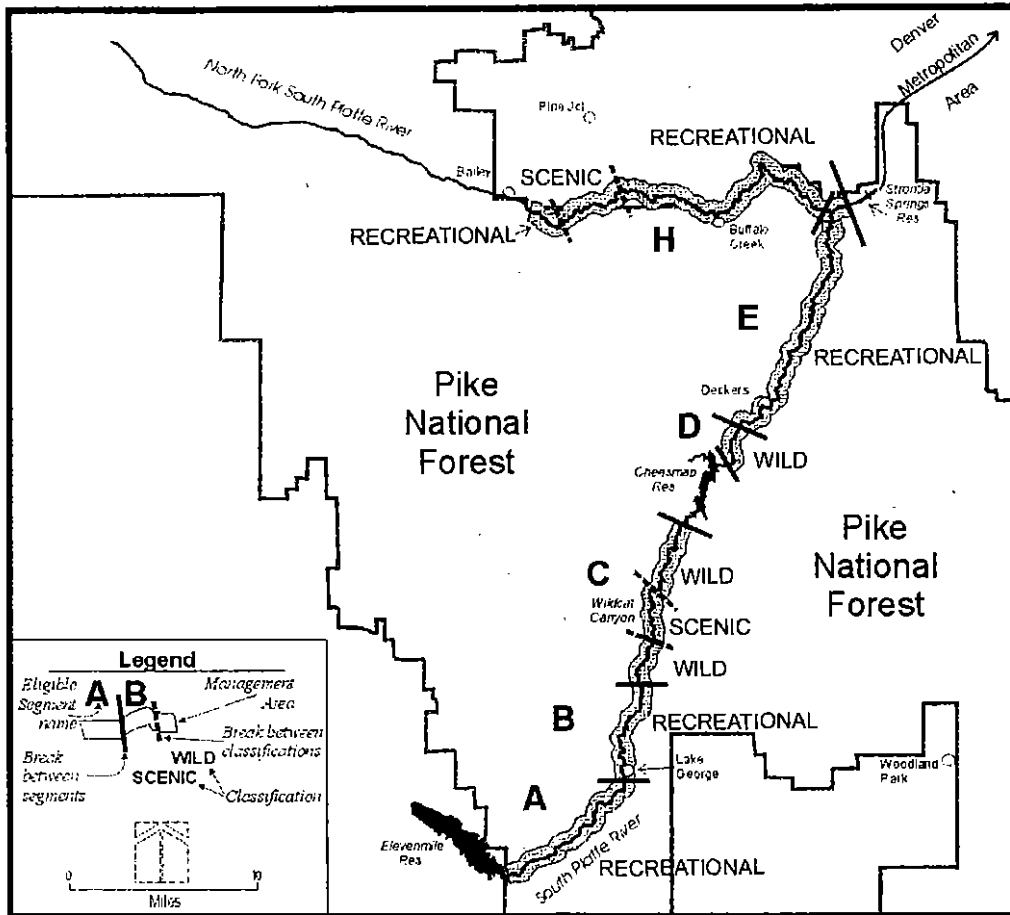 Denver
Metropolitan
Area
North Fork South Platte River
Pine Jct
RECREATIONAL
Bailey
SCENIC
Strontia
Springs
Res
RECREATIONAL
H
Buffalo
Creek
E
RECREATIONAL
Pike
National
Forest
Deckers
D
WILD
Cheesman
Res
Pike
National
Forest
C
WILD
Wildcat
Canyon
SCENIC
WILD
B
RECREATIONAL
Lake
George
Woodland
Park
A
Elevenmile
Res
South Platte River
RECREATIONAL
Legend
Eligible
Segment
name
A
B
Management
Area
Break between
classifications
Break
between
segments
WILD
SCENIC
Classification
0
10
Miles